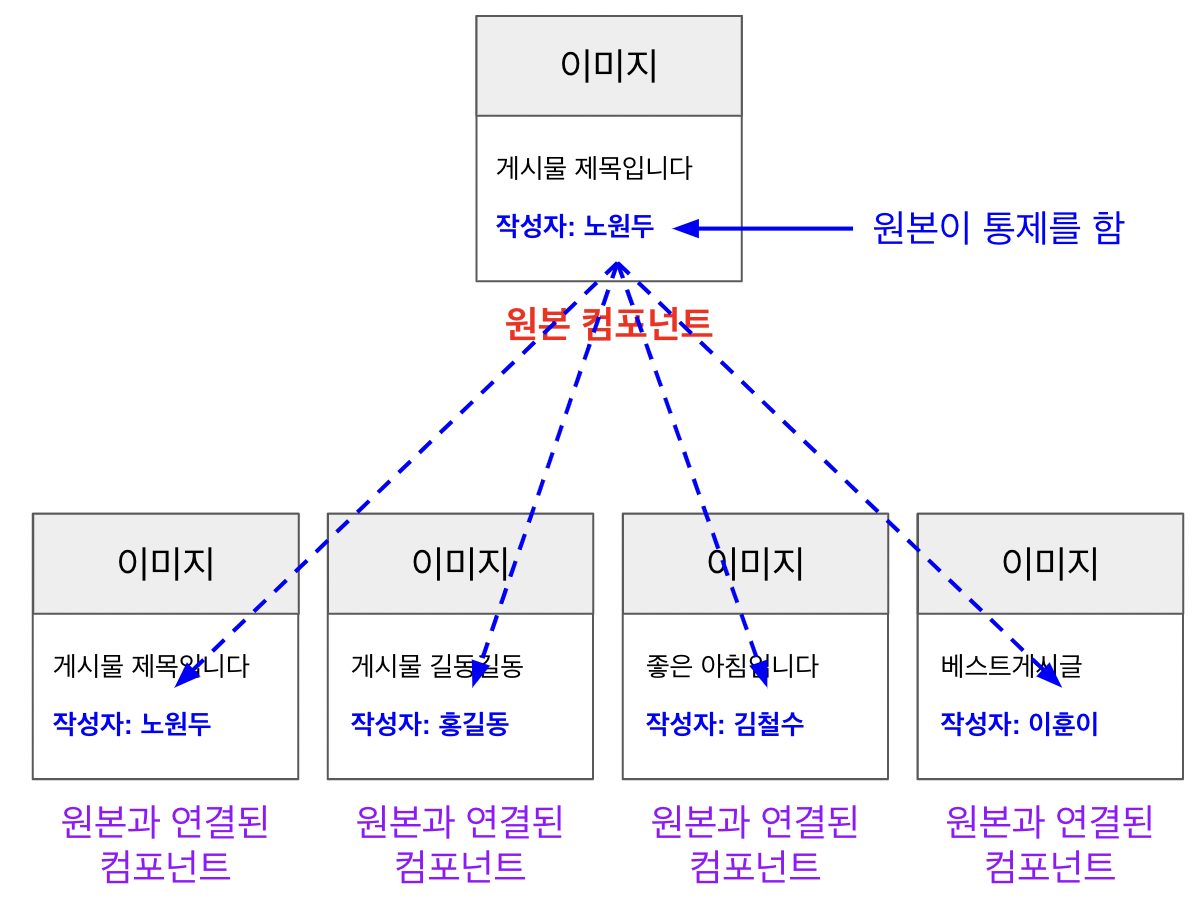 이미지
게시물 제목입니다
작성자: 노원두
원본이 통제를 함
원본 컴포넌트
이미지
게시물 제목입니다
작성자: 노원두
원본과 연결된
컴포넌트
이미지
게시물 길동길동
작성자: 홍길동
원본과 연결된
컴포넌트
이미지
좋은 아침입니다
작성자: 김철수
원본과 연결된
컴포넌트
이미지
베스트게시글
작성자: 이훈이
원본과 연결된
컴포넌트